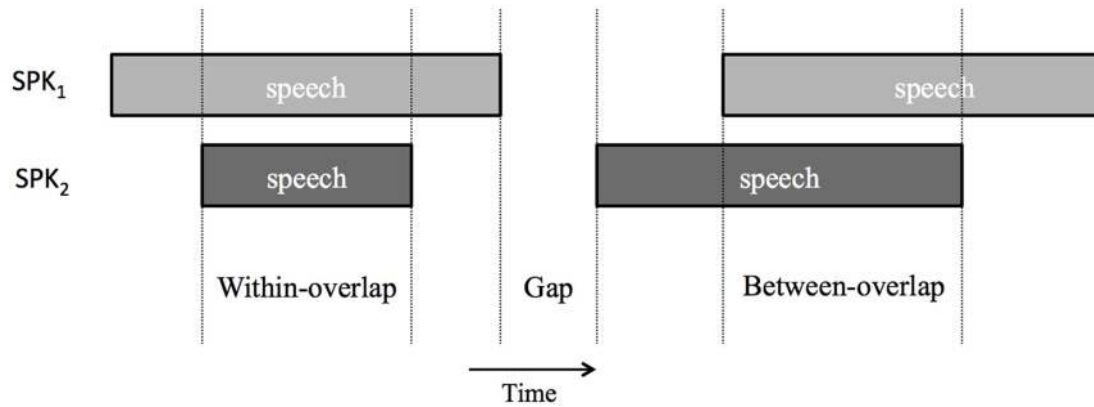 SPK₁ speech speech
SPK₂ speech speech
Within-overlap Gap Between-overlap
Time